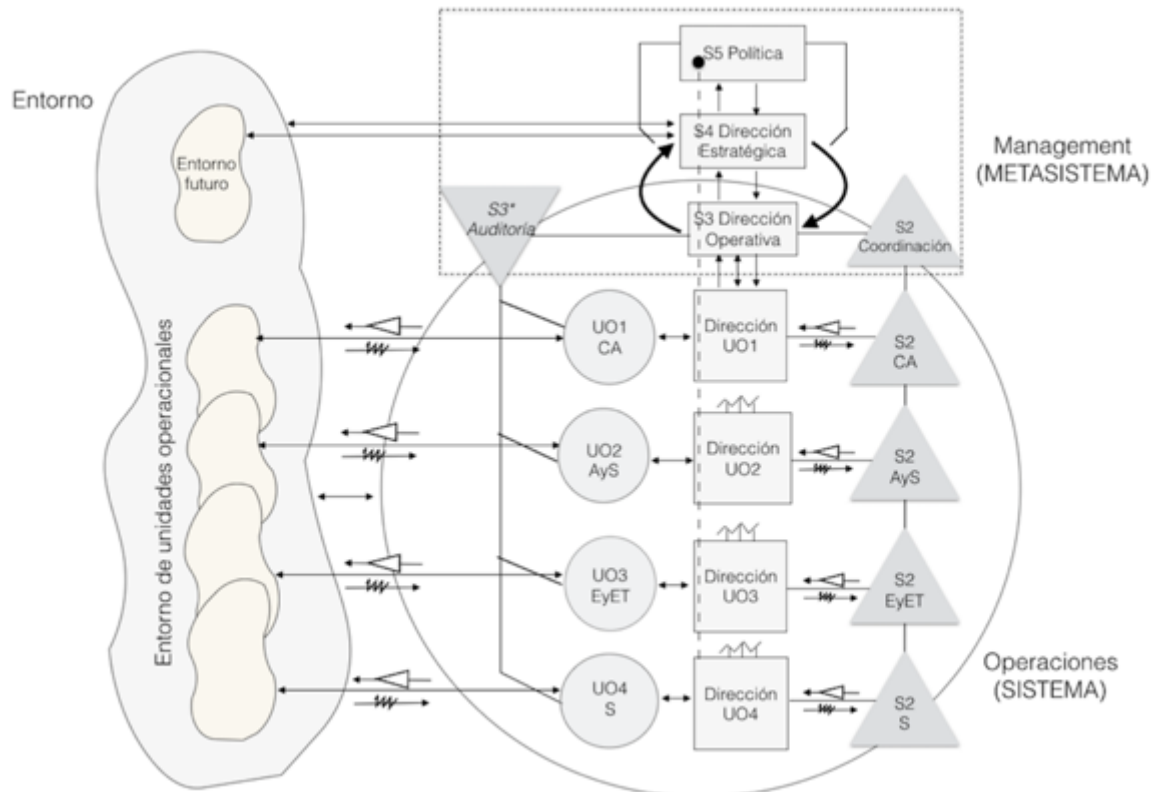 Entorno
Entorno
futuro
Entorno de unidades operacionales
S5 Política
S4 Dirección
Estratégica
S3 Dirección
Operativa
S3*
Auditoría
S2
Coordinación
Management
(METASISTEMA)
UO1
CA
Dirección
UO1
S2
CA
UO2
AyS
Dirección
UO2
S2
AyS
UO3
EyET
Dirección
UO3
S2
EyET
UO4
S
Dirección
UO4
S2
S
Operaciones
(SISTEMA)